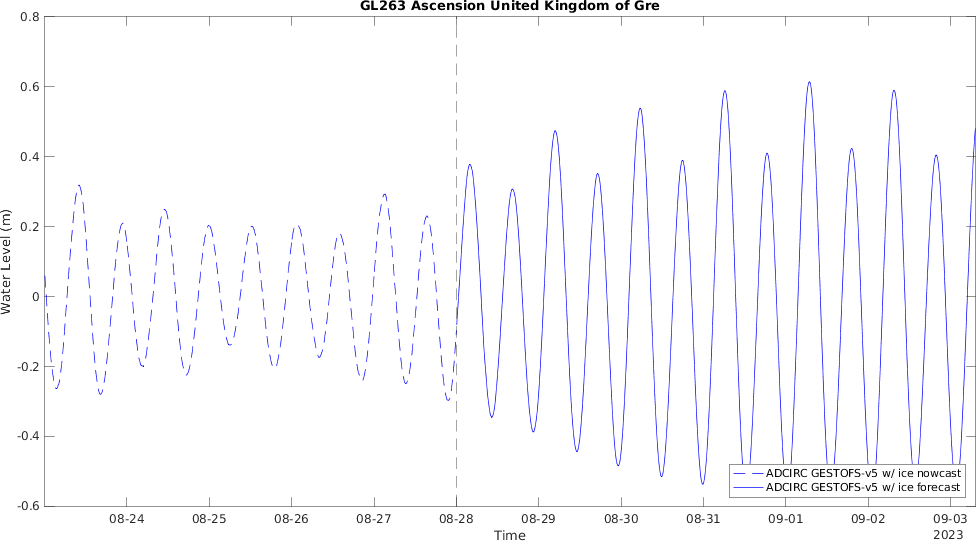 GL263 Ascension United Kingdom of Gre
0.8
0.6
0.4
0.2
0
-0.2
-0.4
-0.6
Water Level (m)
ADCIRC GESTOFS-v5 w/ ice nowcast
ADCIRC GESTOFS-v5 w/ ice forecast
08-24 08-25 08-26 08-27 08-28 08-29 08-30 08-31 09-01 09-02 09-03
2023
Time